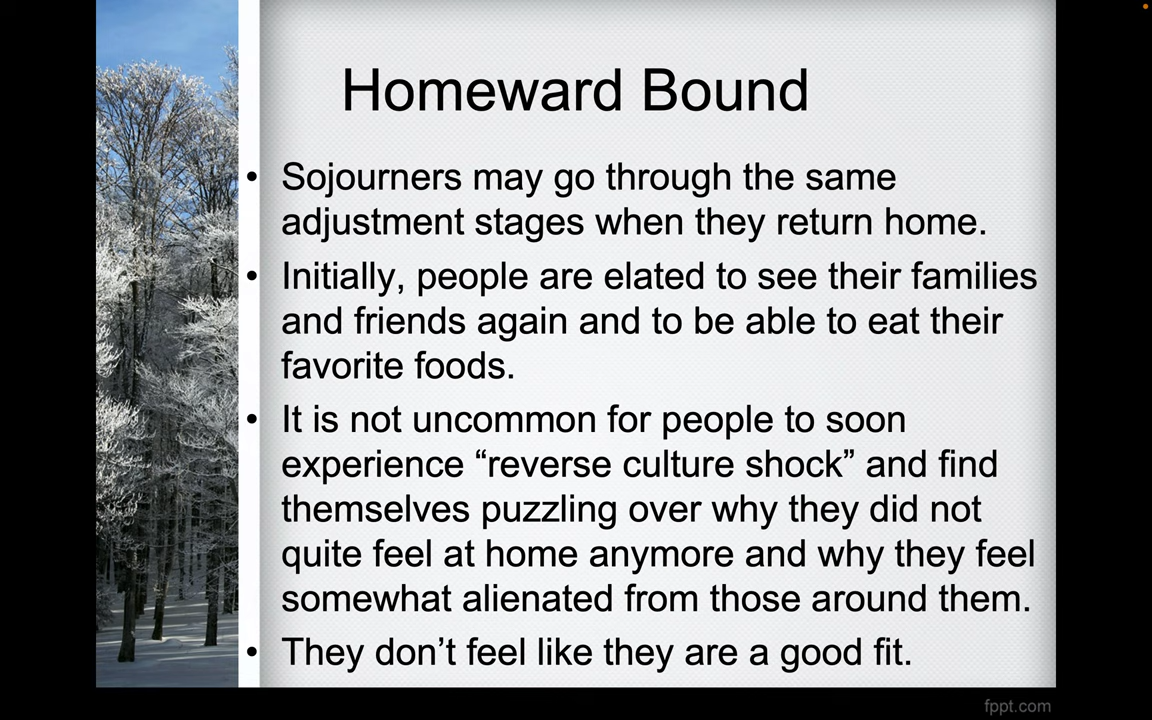 Homeward Bound
• Sojourners may go through the same
adjustment stages when they return home.
• Initially, people are elated to see their families
and friends again and to be able to eat their
favorite foods.
• It is not uncommon for people to soon
experience “reverse culture shock” and find
themselves puzzling over why they did not
quite feel at home anymore and why they feel
somewhat alienated from those around them.
• They don’t feel like they are a good fit.
fppt.com